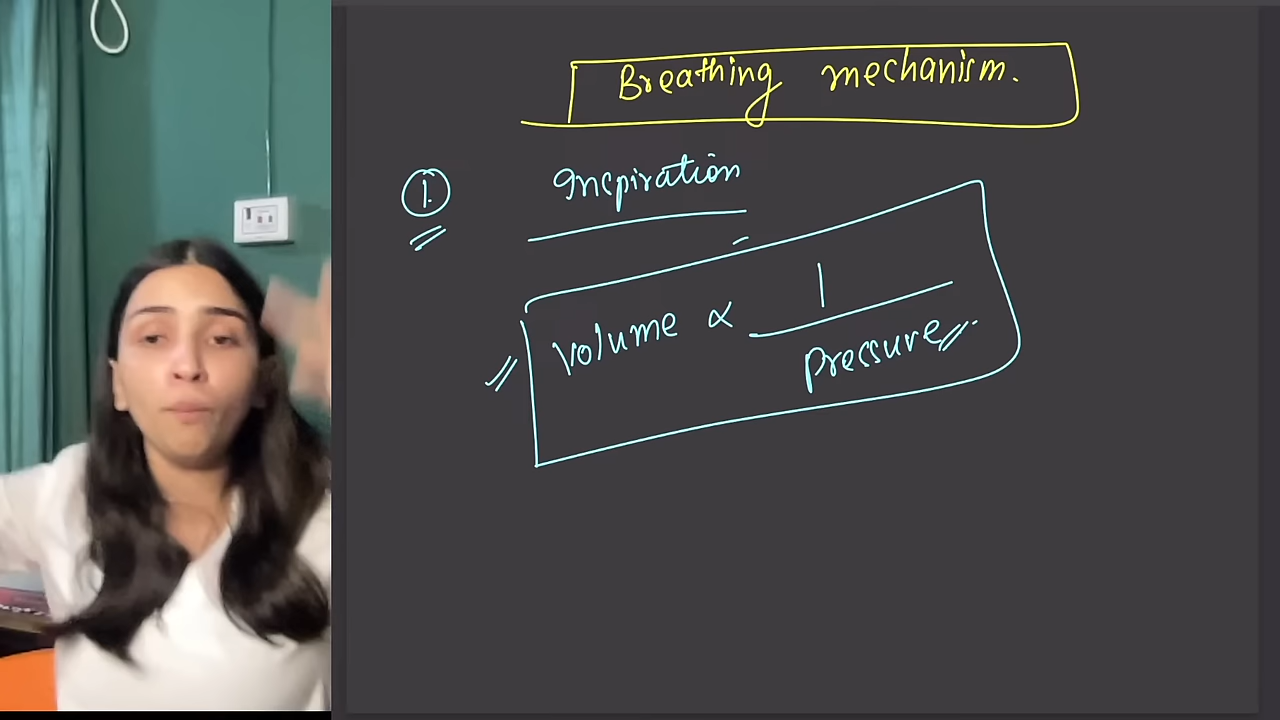 Breathing mechanism.
1. Inspiration
Volume ∝ 1
Pressure